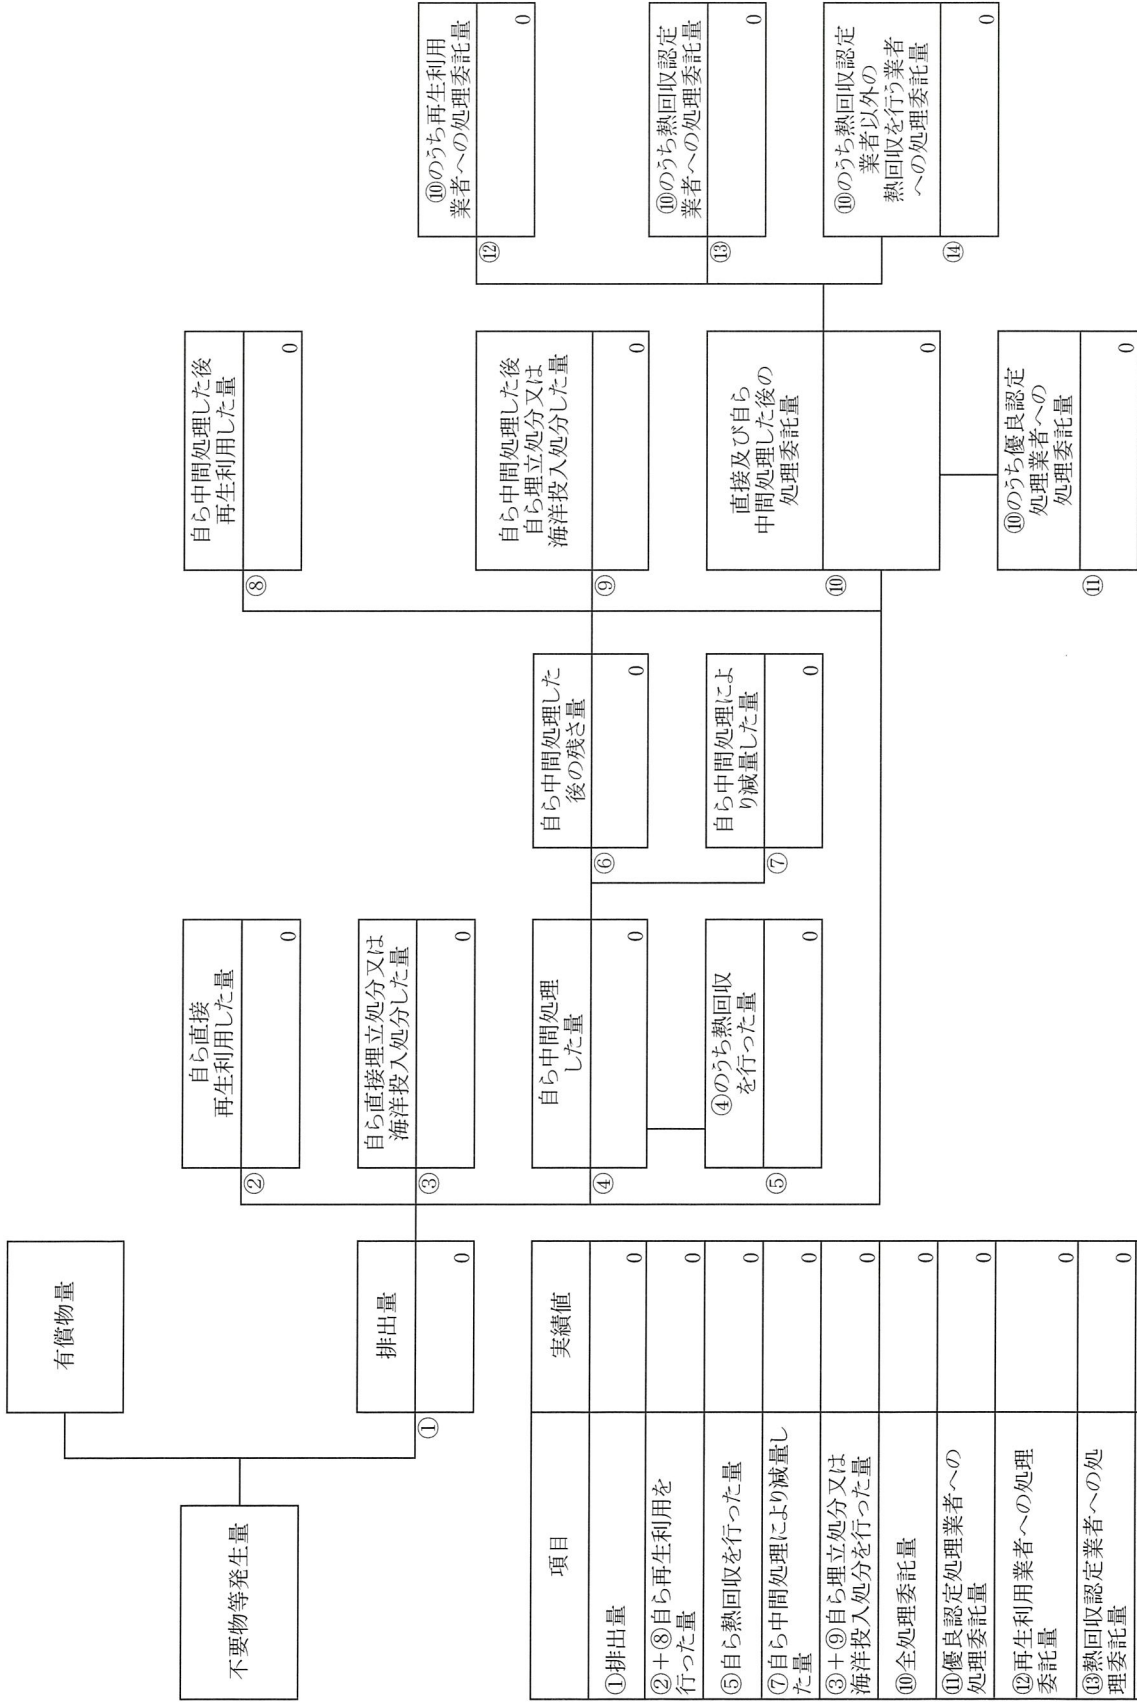 不要物等発生量
有償物量
①
排出量
0
②
自ら直接
再生利用した量
0
③
自ら直接埋立処分又は
海洋投入処分した量
0
④
自ら中間処理
した量
0
⑤
④のうち熱回収
を行った量
0
⑥
自ら中間処理した
後の残さ量
0
⑦
自ら中間処理によ
り減量した量
0
⑧
自ら中間処理した後
再生利用した量
0
⑨
自ら中間処理した後
自ら埋立処分又は
海洋投入処分した量
0
⑩
直接及び自ら
中間処理した後の
処理委託量
0
⑪
⑩のうち優良認定
処理業者への
処理委託量
0
⑫
⑩のうち再生利用
業者への処理委託量
0
⑬
⑩のうち熱回収認定
業者への処理委託量
0
⑭
⑩のうち熱回収認定
業者以外の
熱回収を行う業者
への処理委託量
0
項目 実績値
①排出量 0
②+⑧自ら再生利用を
行った量 0
⑤自ら熱回収を行った量 0
⑦自ら中間処理により減量し
た量 0
③+⑨自ら埋立処分又は
海洋投入処分を行った量 0
⑩全処理委託量 0
⑪優良認定処理業者への
処理委託量 0
⑫再生利用業者への処理
委託量 0
⑬熱回収認定業者への処
理委託量 0